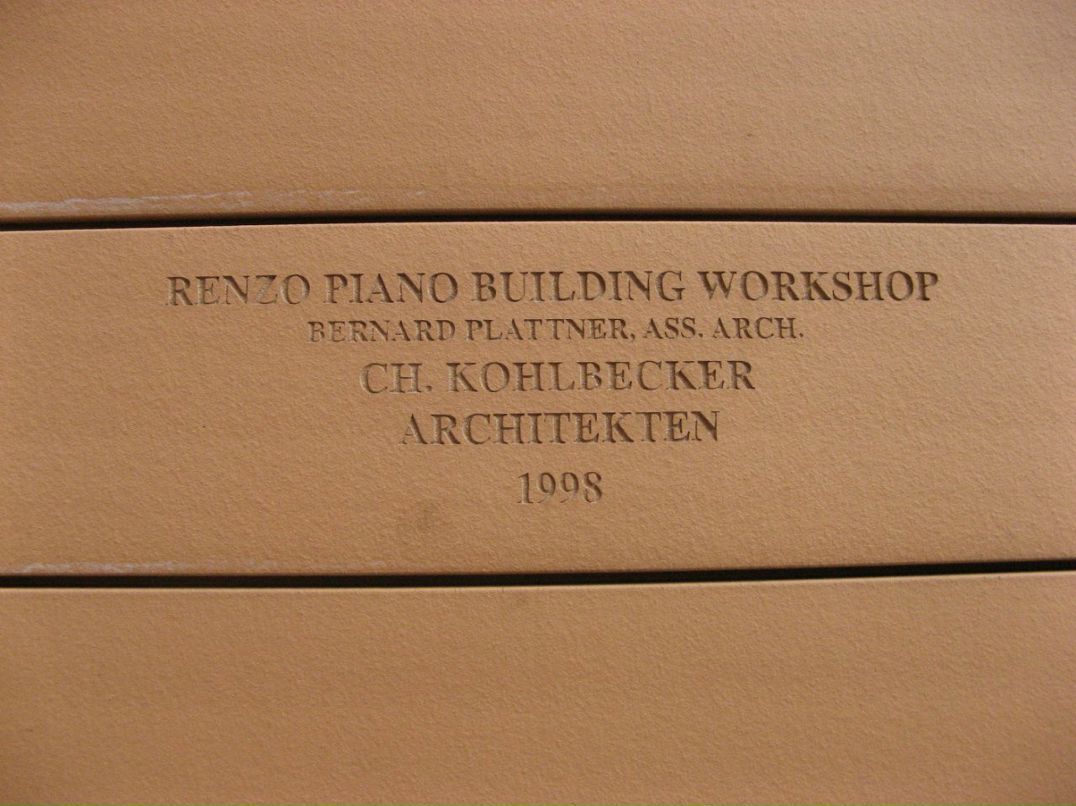 RENZO PIANO BUILDING WORKSHOP
BERNARD PLATTNER, ASS. ARCH.
CH. KOHLBECKER
ARCHITEKTEN
1998